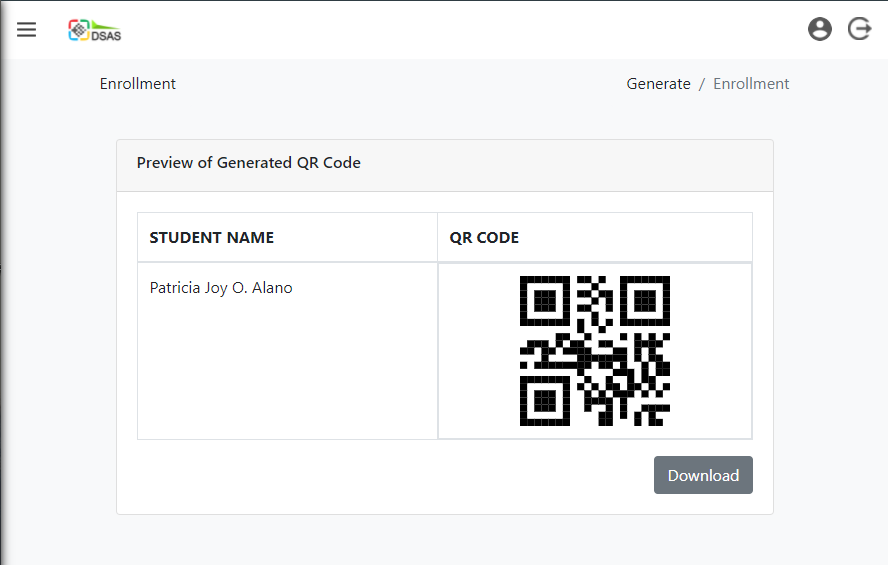 DSAS
Enrollment
Generate / Enrollment
Preview of Generated QR Code
STUDENT NAME
QR CODE
Patricia Joy O. Alano
Download